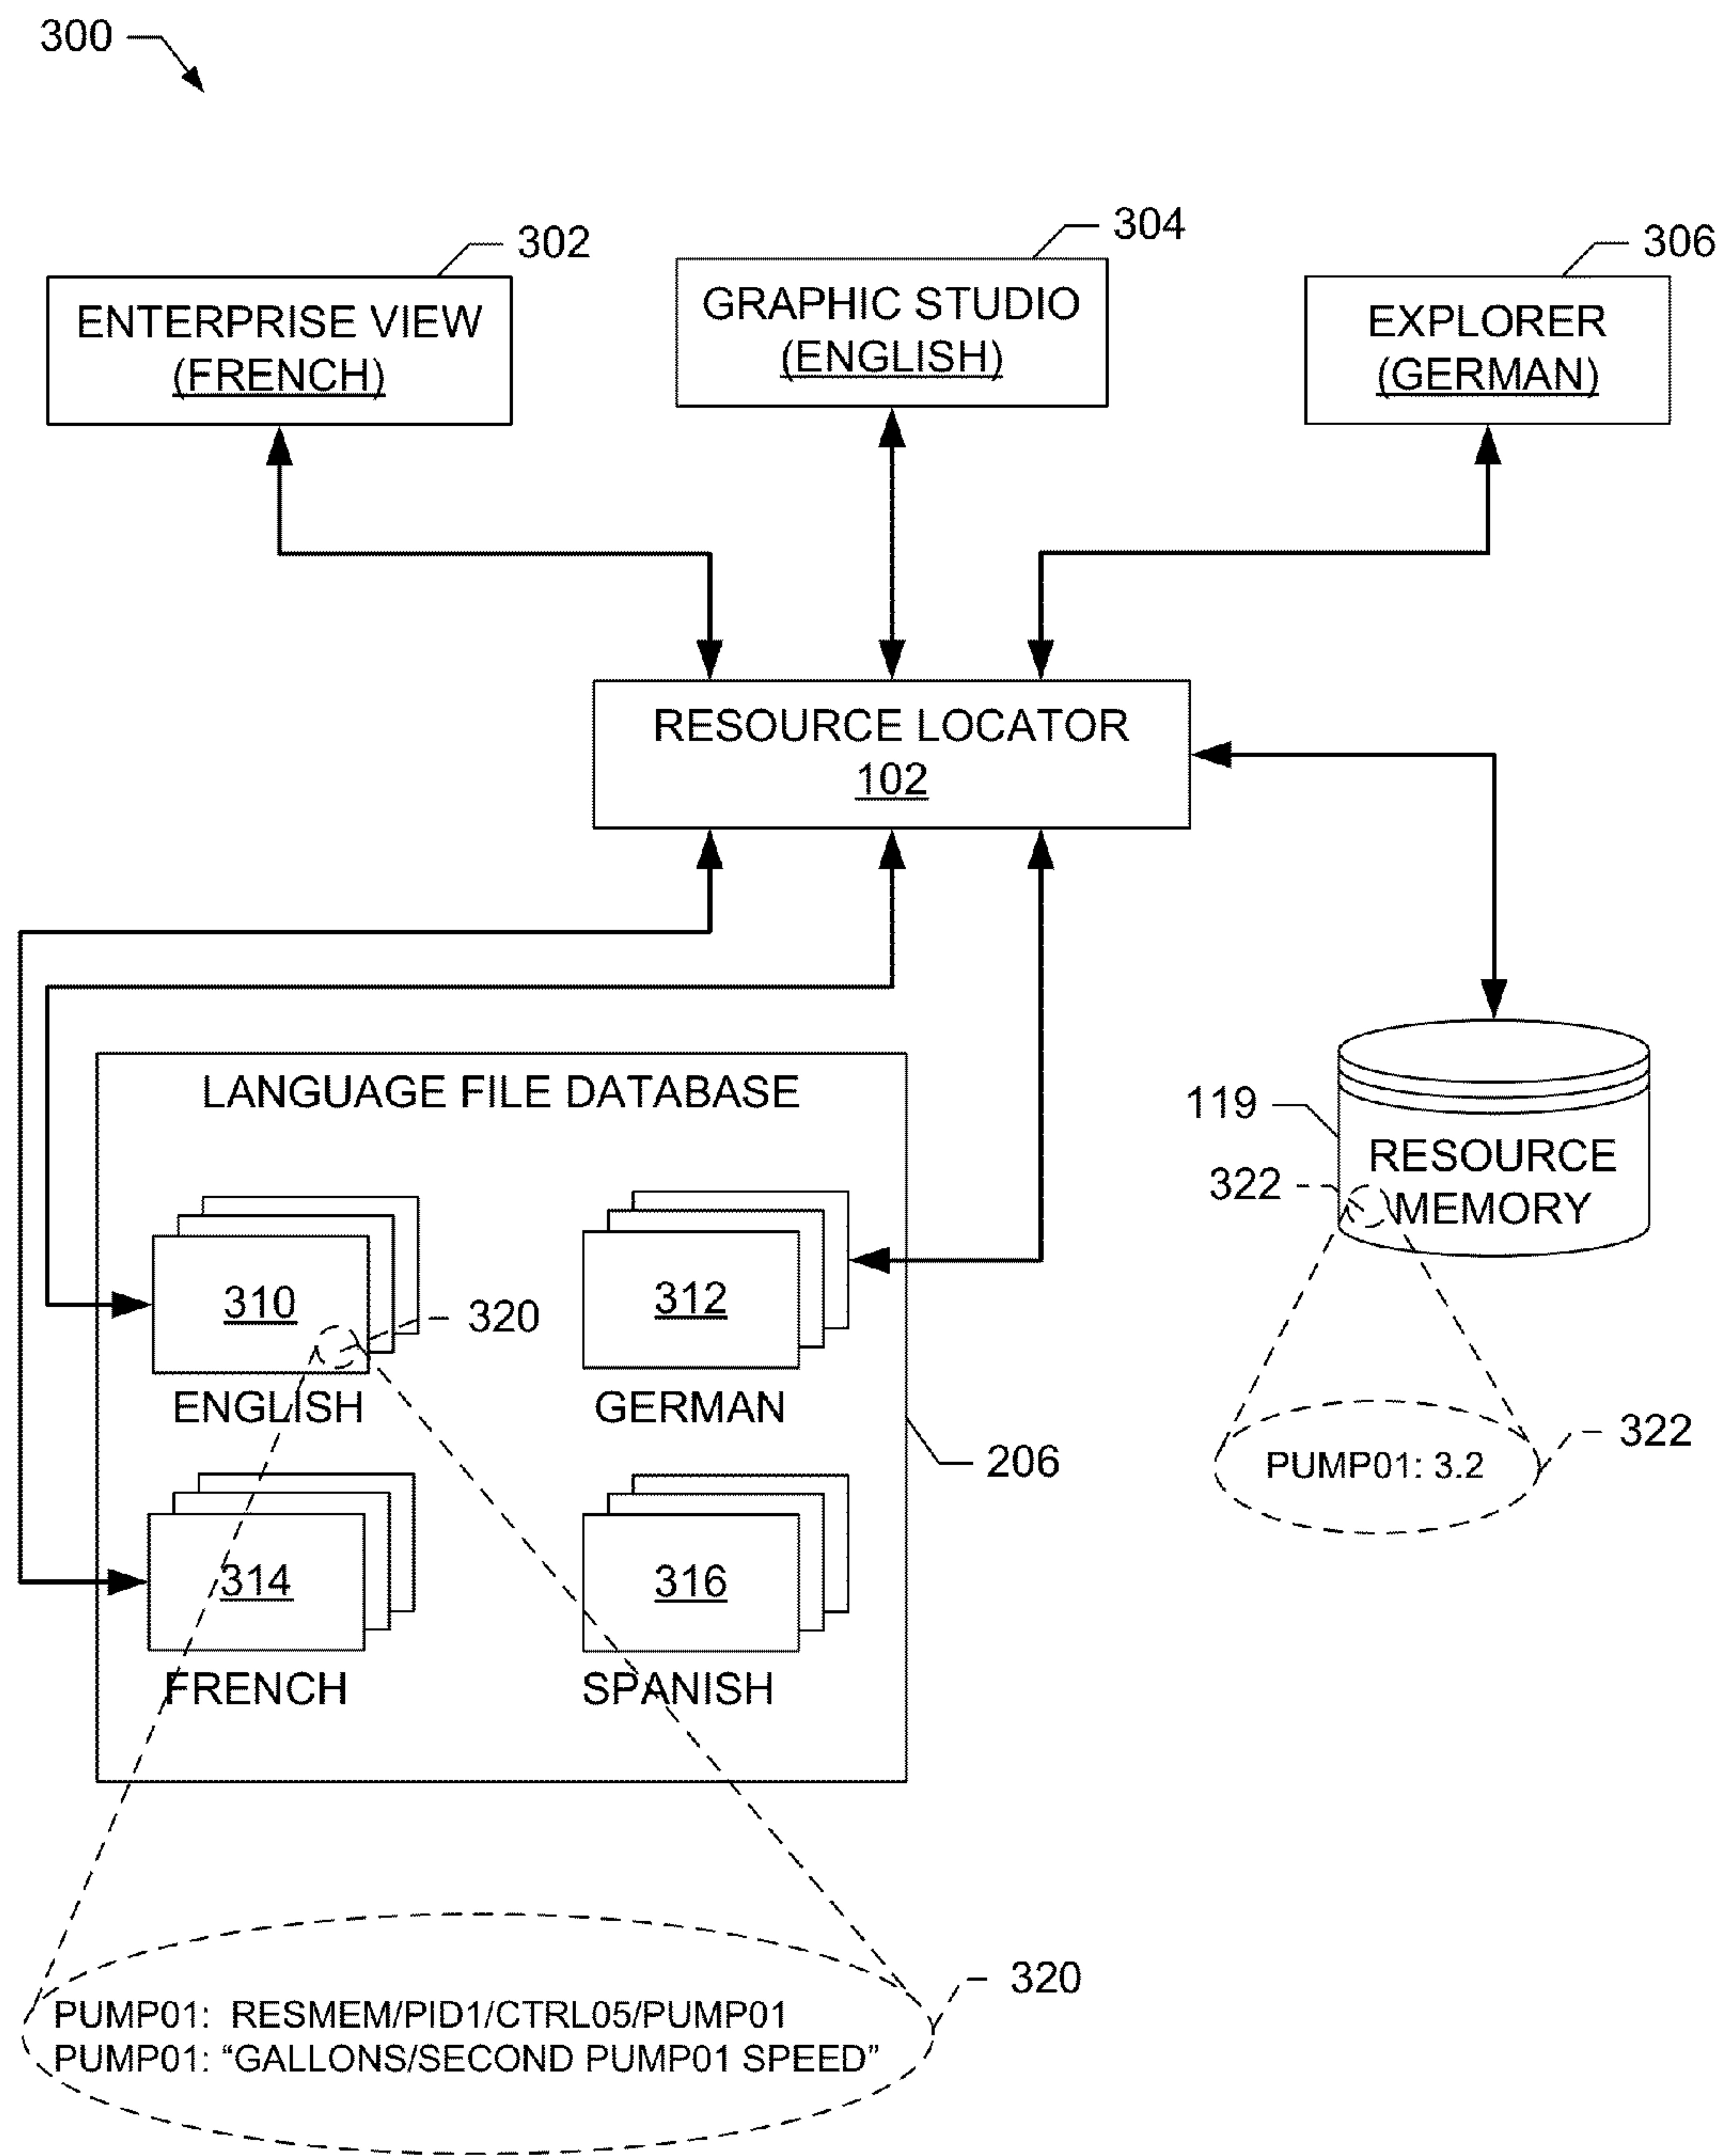 300
302
304
306
ENTERPRISE VIEW
(FRENCH)
GRAPHIC STUDIO
(ENGLISH)
EXPLORER
(GERMAN)
RESOURCE LOCATOR
102
LANGUAGE FILE DATABASE
119
RESOURCE
MEMORY
322
310
320
312
ENGLISH
GERMAN
206
PUMP01: 3.2
322
314
316
FRENCH
SPANISH
320
PUMP01: RESMEM/PID1/CTRL05/PUMP01
PUMP01: “GALLONS/SECOND PUMP01 SPEED”